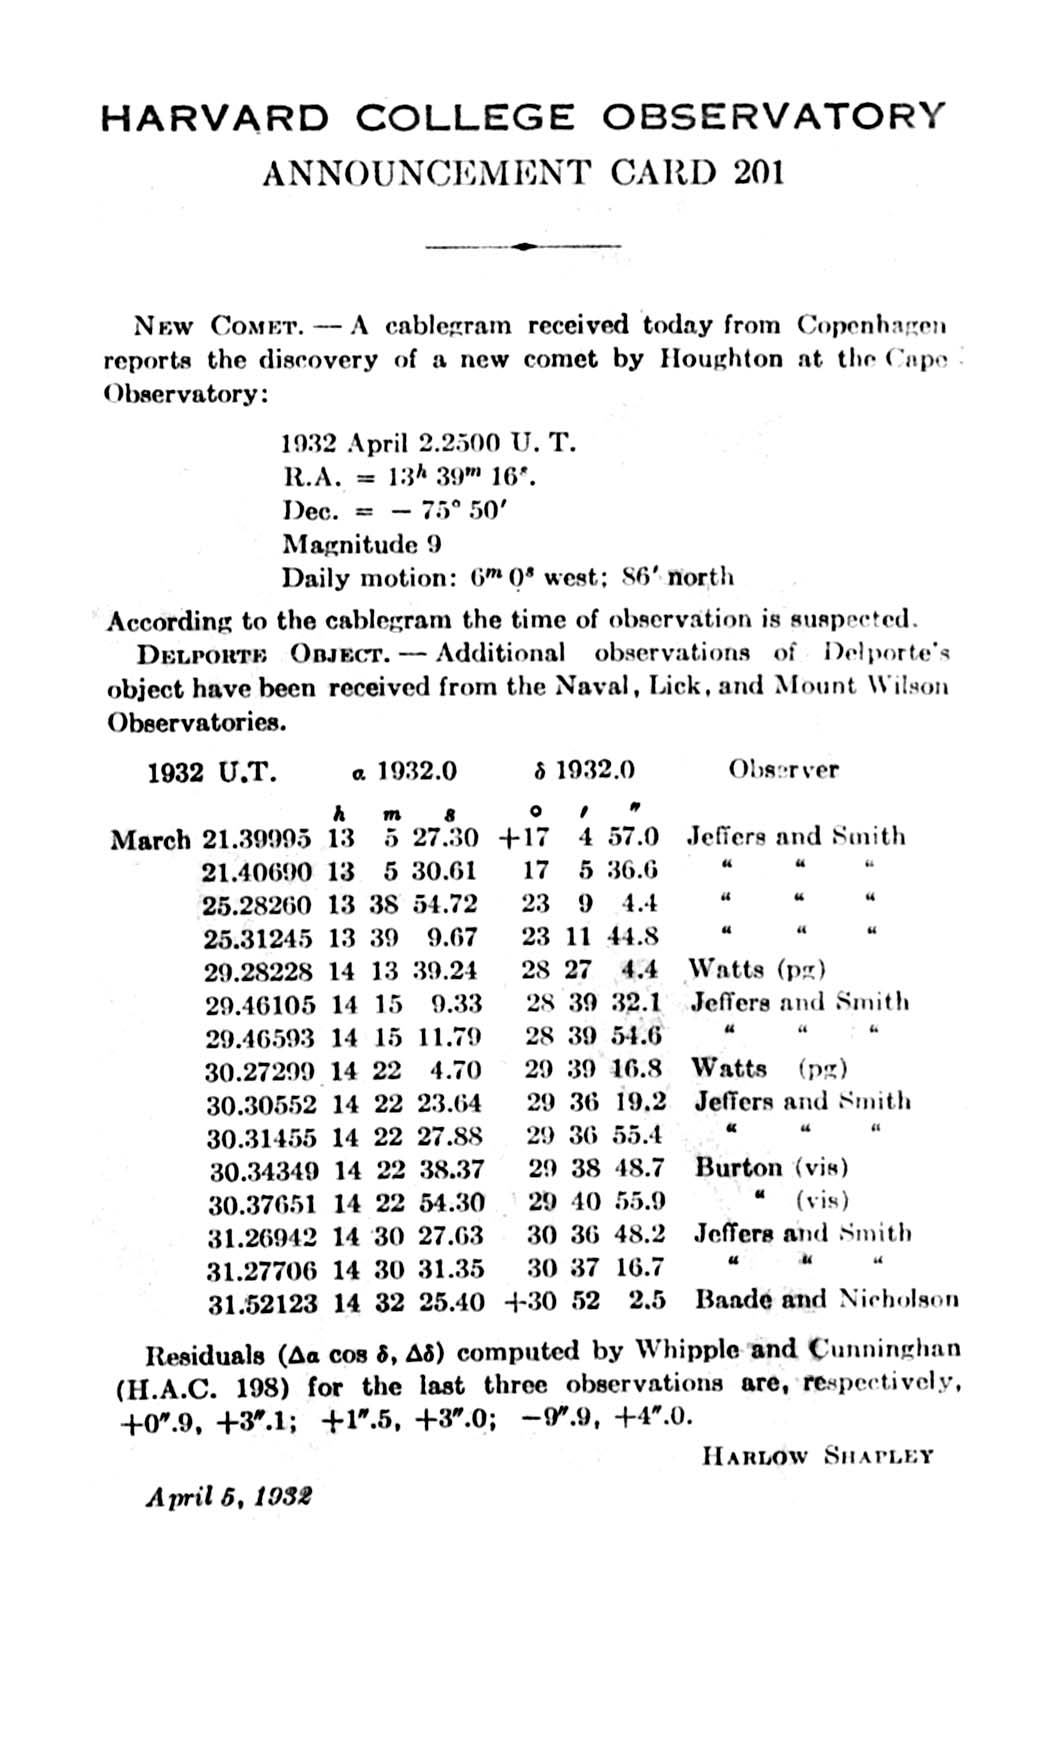 HARVARD COLLEGE OBSERVATORY
ANNOUNCEMENT CARD 201
NEW COMET. — A cablegram received today from Copenhagen
reports the discovery of a new comet by Houghton at the Cape
Observatory:
1932 April 2.2500 U. T.
R.A. = 13h 39m 16s.
Dec. = − 75° 50′
Magnitude 9
Daily motion: 6m 0s west; 86′ north
According to the cablegram the time of observation is suspected.
DELPORTE OBJECT. — Additional observations of Delporte's
object have been received from the Naval, Lick, and Mount Wilson
Observatories.
1932 U.T. α 1932.0 δ 1932.0 Observer
h m s ° ′ ″
March 21.39995 13 5 27.30 +17 4 57.0 Jeffers and Smith
21.40690 13 5 30.61 17 5 36.6 “ “ “
25.28260 13 38 54.72 23 9 4.4 “ “ “
25.31245 13 39 9.67 23 11 44.8 “ “ “
29.28228 14 13 39.24 28 27 4.4 Watts (pg)
29.46105 14 15 9.33 28 39 32.1 Jeffers and Smith
29.46593 14 15 11.79 28 39 54.6 “ “ “
30.27299 14 22 4.70 29 39 16.8 Watts (pg)
30.30552 14 22 23.64 29 36 19.2 Jeffers and Smith
30.31455 14 22 27.88 29 36 55.4 “ “ “
30.34349 14 22 38.37 29 38 48.7 Burton (vis)
30.37651 14 22 54.30 29 40 55.9 “ (vis)
31.26942 14 30 27.63 30 36 48.2 Jeffers and Smith
31.27706 14 30 31.35 30 37 16.7 “ “ “
31.52123 14 32 25.40 +30 52 2.5 Baade and Nicholson
Residuals (Δα cos δ, Δδ) computed by Whipple and Cunninghan
(H.A.C. 198) for the last three observations are, respectively,
+0″.9, +3″.1; +1″.5, +3″.0; −9″.9, +4″.0.
HARLOW SHAPLEY
April 5, 1932